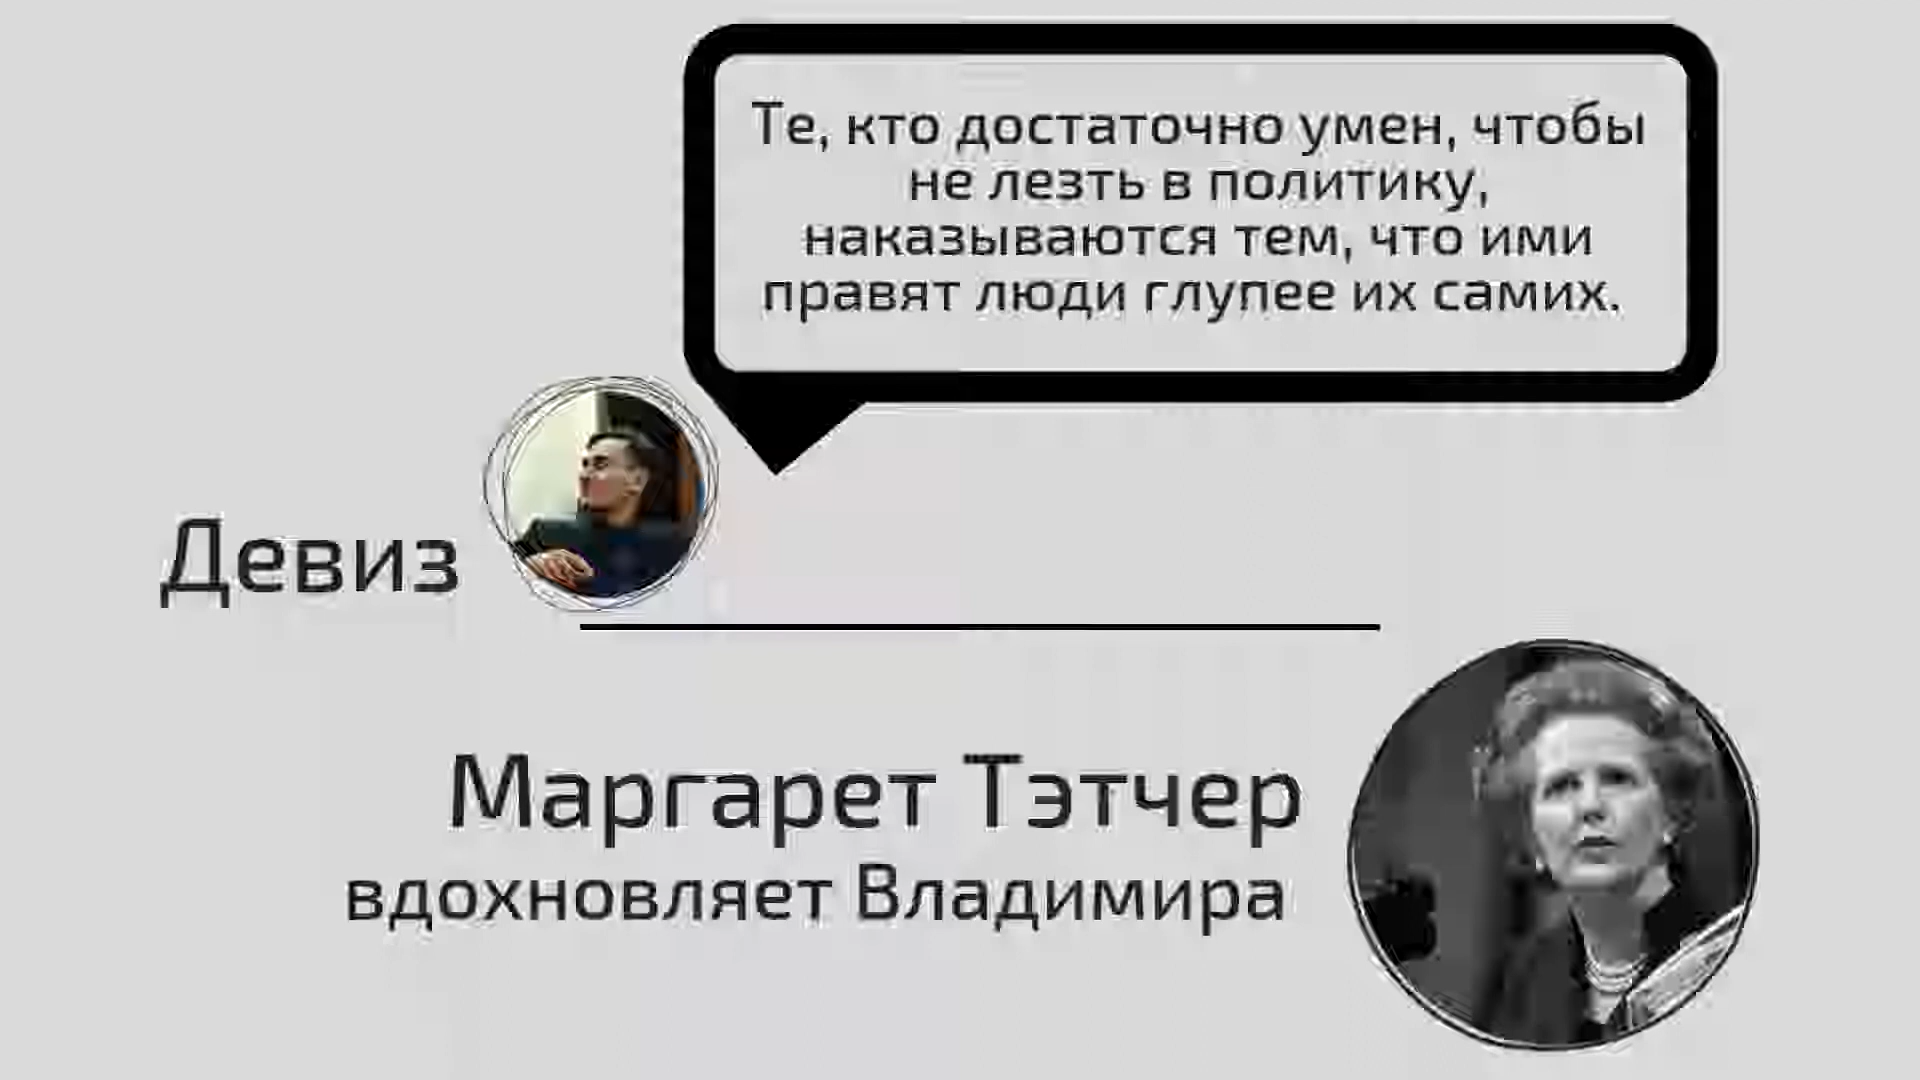 Те, кто достаточно умен, чтобы
не лезть в политику,
наказываются тем, что ими
правят люди глупее их самих.
Девиз
Маргарет Тэтчер
вдохновляет Владимира